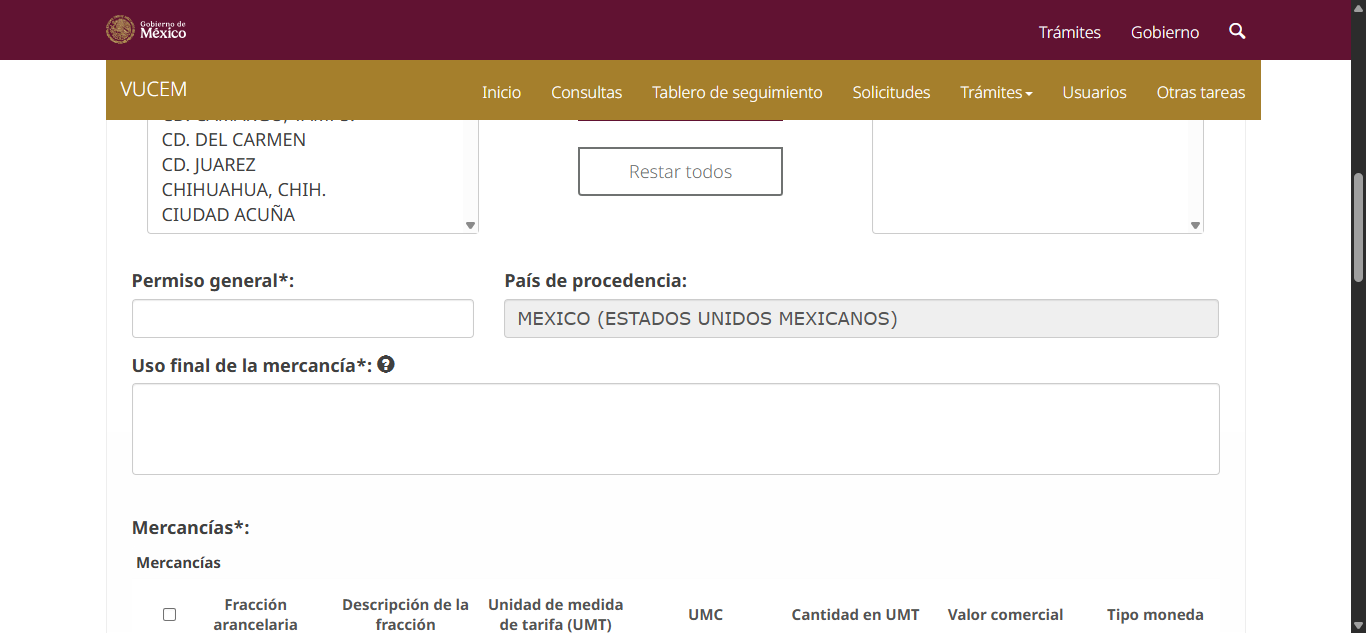 Gobierno de
México
Trámites
Gobierno
VUCEM
Inicio
Consultas
Tablero de seguimiento
Solicitudes
Trámites
Usuarios
Otras tareas
CD. DEL CARMEN
CD. JUAREZ
CHIHUAHUA, CHIH.
CIUDAD ACUÑA
Restar todos
Permiso general*:
País de procedencia:
MEXICO (ESTADOS UNIDOS MEXICANOS)
Uso final de la mercancía*:
Mercancías*:
Mercancías
Fracción
arancelaria
Descripción de la
fracción
Unidad de medida
de tarifa (UMT)
UMC
Cantidad en UMT
Valor comercial
Tipo moneda